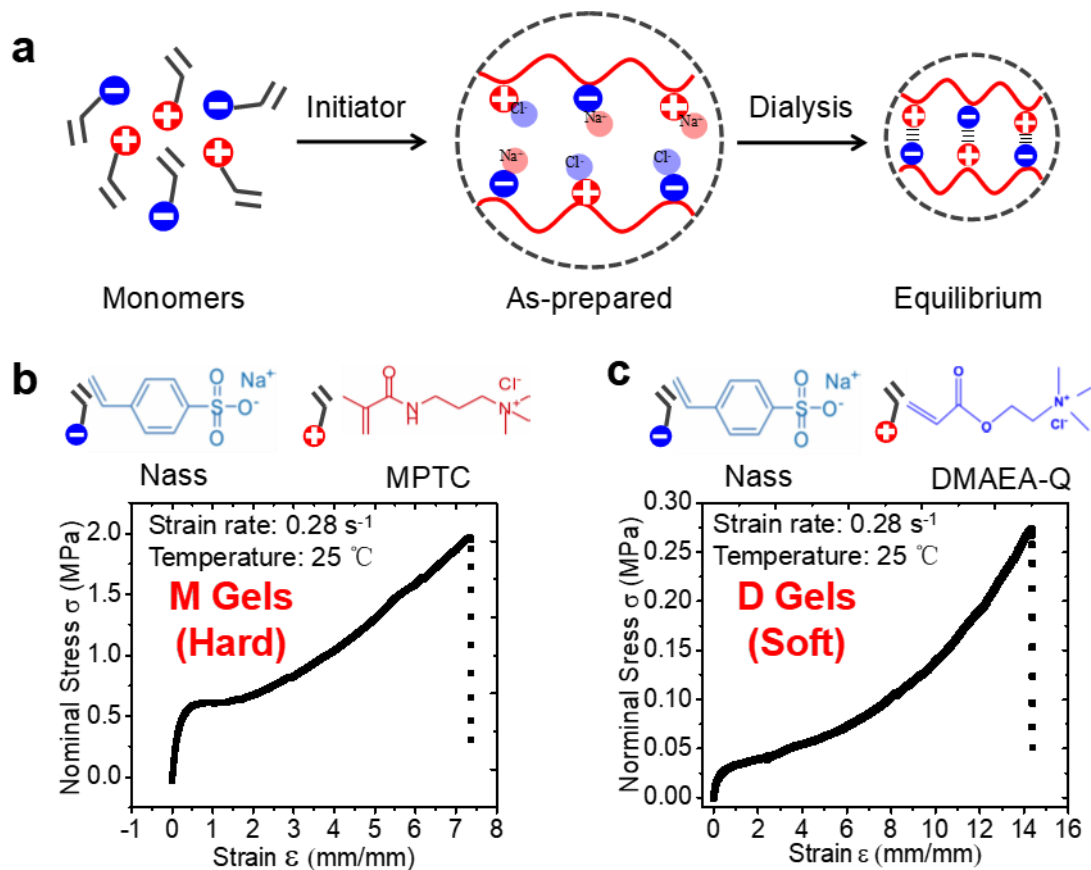 a
Initiator
Dialysis
Cl-
Na+
Na+
Na+
Cl-
Cl-
Monomers
As-prepared
Equilibrium
b
O
N
H
Cl-
N+
O
S
O
O-
Na+
Nass
MPTC
Strain rate: 0.28 s-1
Temperature: 25 ℃
M Gels
(Hard)
Nominal Stress σ (MPa)
2.0
1.5
1.0
0.5
0.0
-1 0 1 2 3 4 5 6 7 8
Strain ε (mm/mm)
c
O
S
O
O-
Na+
O
O
N+
Cl-
Nass
DMAEA-Q
Strain rate: 0.28 s-1
Temperature: 25 ℃
D Gels
(Soft)
Norminal Sress σ (MPa)
0.30
0.25
0.20
0.15
0.10
0.05
0.00
0 2 4 6 8 10 12 14 16
Strain ε (mm/mm)